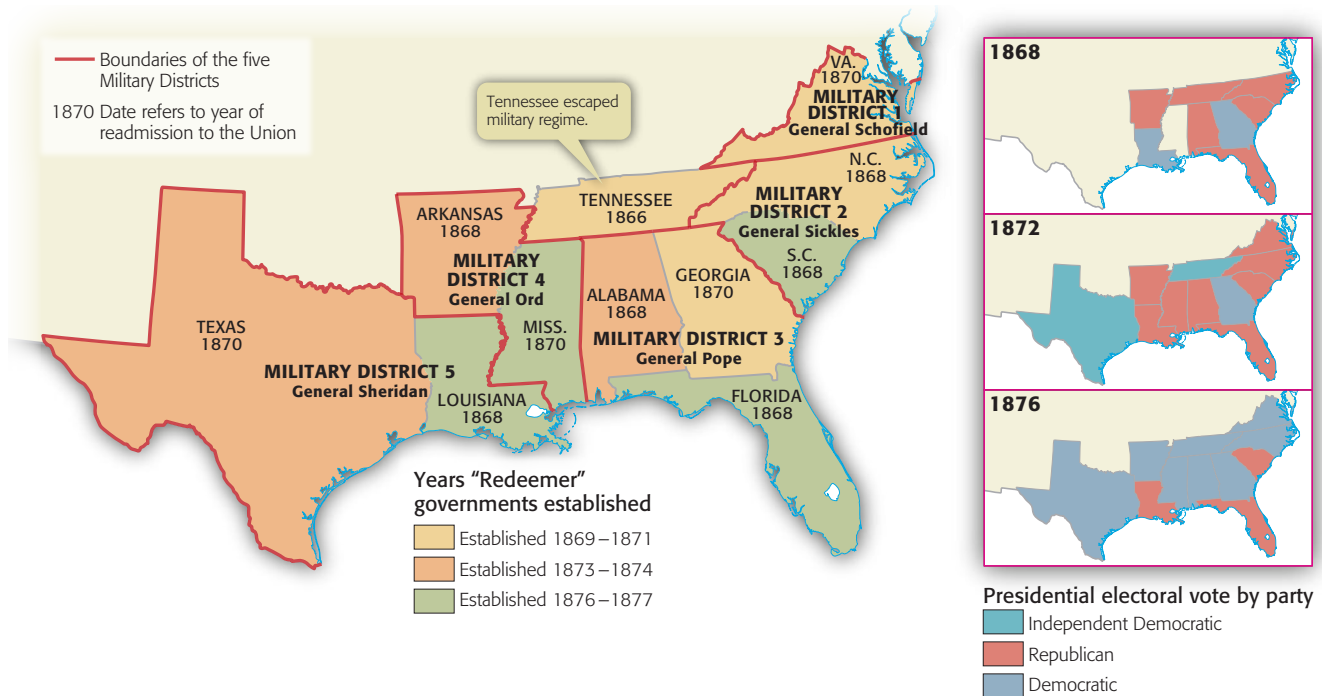 Boundaries of the five
Military Districts
1870 Date refers to year of
readmission to the Union
Tennessee escaped
military regime.
VA.
1870
MILITARY
DISTRICT 1
General Schofield
N.C.
1868
TENNESSEE
1866
MILITARY
DISTRICT 2
General Sickles
S.C.
1868
ARKANSAS
1868
MILITARY
DISTRICT 4
General Ord
GEORGIA
1870
ALABAMA
1868
MISS.
1870
MILITARY DISTRICT 3
General Pope
TEXAS
1870
MILITARY DISTRICT 5
General Sheridan
LOUISIANA
1868
FLORIDA
1868
Years “Redeemer”
governments established
Established 1869–1871
Established 1873–1874
Established 1876–1877
1868
1872
1876
Presidential electoral vote by party
Independent Democratic
Republican
Democratic